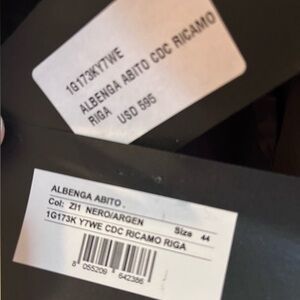 1G173KY7WE
ALBENGA ABITO CDC RICAMO
RIGA USD 595
ALBENGA ABITO .
Col: ZI1 NERO/ARGEN Size 44
1G173K Y7WE CDC RICAMO RIGA
8 055209 642386